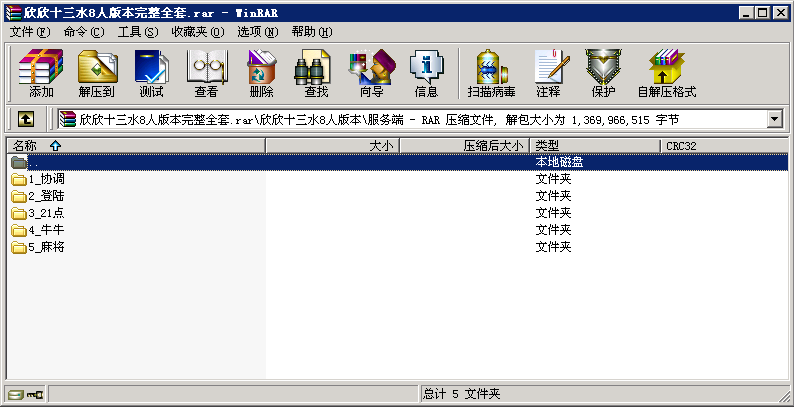 欣欣十三水8人版本完整全套.rar - WinRAR
文件(F) 命令(C) 工具(S) 收藏夹(O) 选项(N) 帮助(H)
添加 解压到 测试 查看 删除 查找 向导 信息 扫描病毒 注释 保护 自解压格式
欣欣十三水8人版本完整全套.rar\欣欣十三水8人版本\服务端 - RAR 压缩文件, 解包大小为 1,369,966,515 字节
名称 大小 压缩后大小 类型 CRC32
.. 本地磁盘
1_协调 文件夹
2_登陆 文件夹
3_21点 文件夹
4_牛牛 文件夹
5_麻将 文件夹
总计 5 文件夹